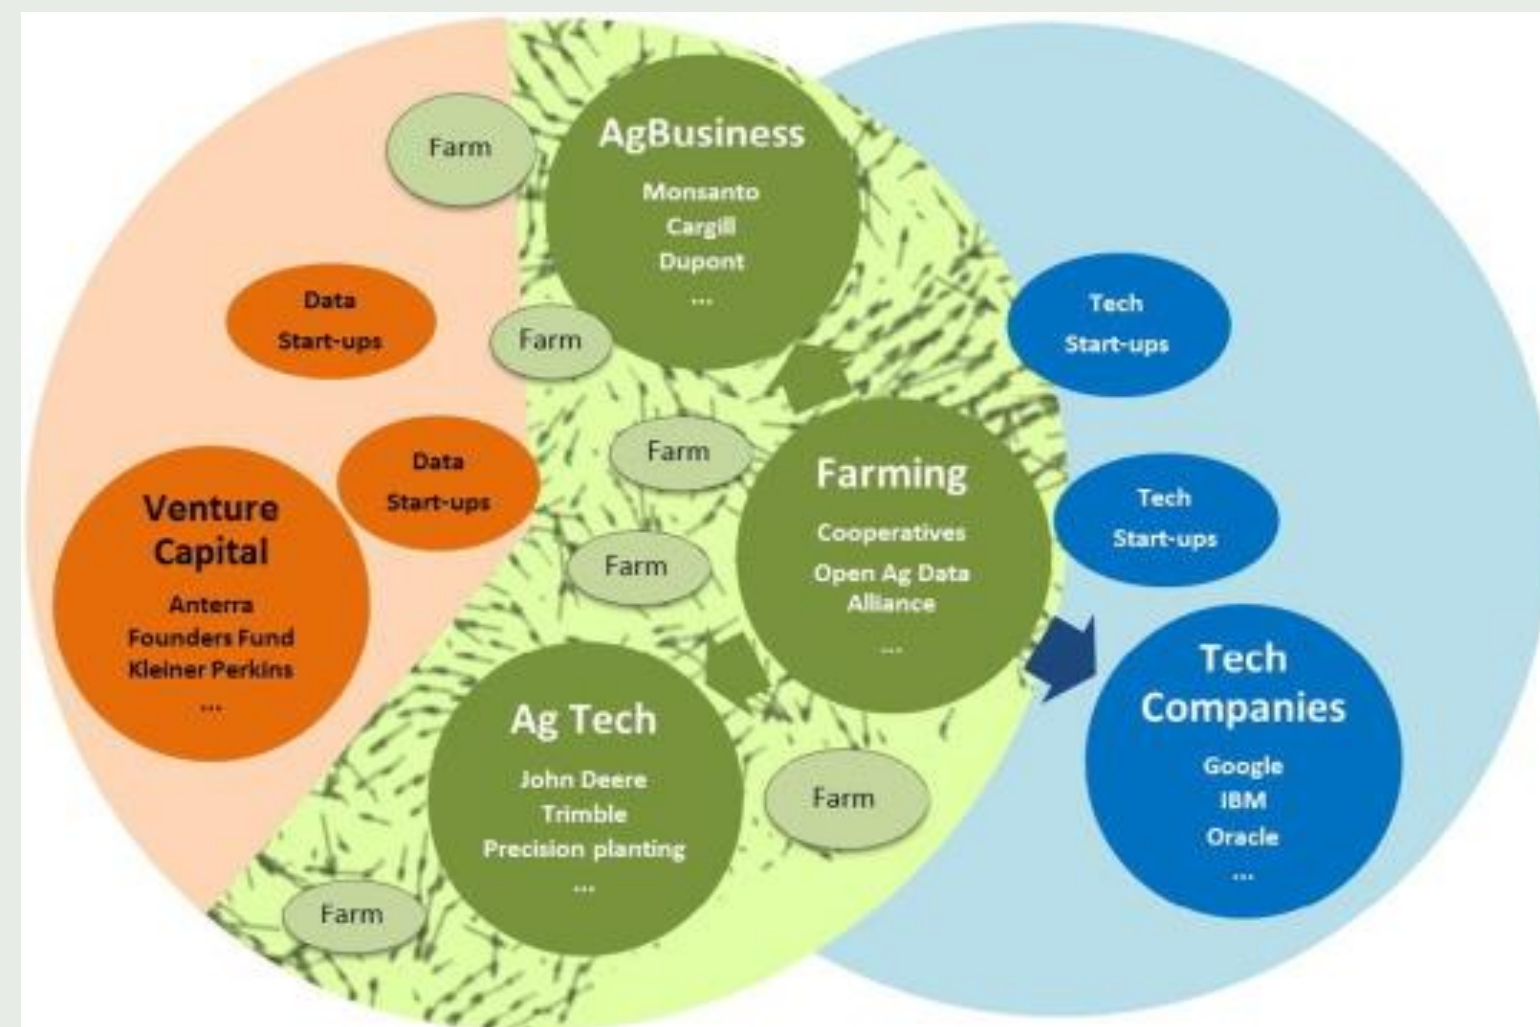 Farm
AgBusiness
Monsanto
Cargill
Dupont
...
Data
Start-ups
Farm
Tech
Start-ups
Farm
Data
Start-ups
Venture
Capital
Anterra
Founders Fund
Kleiner Perkins
...
Farming
Cooperatives
Open Ag Data
Alliance
...
Tech
Start-ups
Farm
Ag Tech
John Deere
Trimble
Precision planting
...
Tech
Companies
Google
IBM
Oracle
...
Farm
Farm